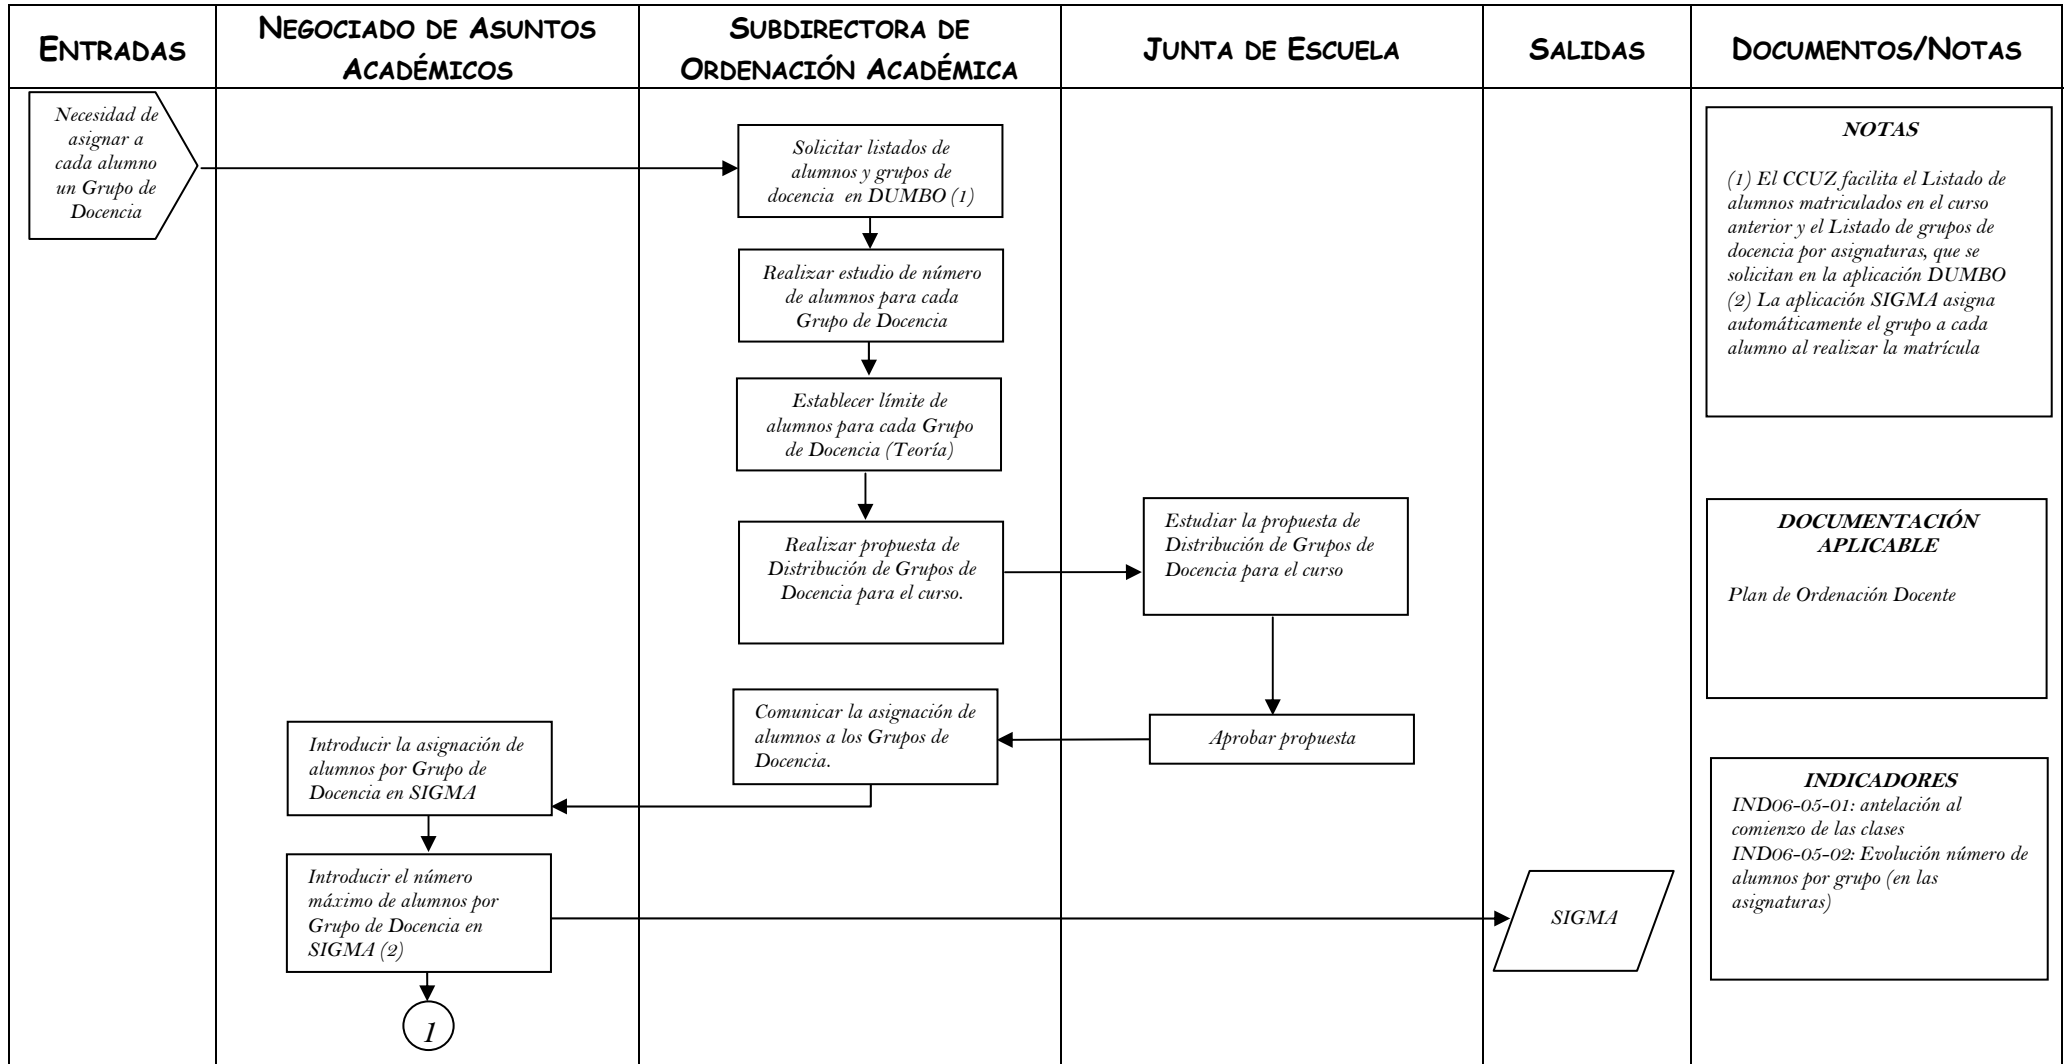 ENTRADAS
NEGOCIADO DE ASUNTOS
ACADÉMICOS
SUBDIRECTORA DE
ORDENACIÓN ACADÉMICA
JUNTA DE ESCUELA
SALIDAS
DOCUMENTOS/NOTAS
Necesidad de
asignar a
cada alumno
un Grupo de
Docencia
Solicitar listados de
alumnos y grupos de
docencia en DUMBO (1)
Realizar estudio de número
de alumnos para cada
Grupo de Docencia
Establecer límite de
alumnos para cada Grupo
de Docencia (Teoría)
Realizar propuesta de
Distribución de Grupos de
Docencia para el curso.
Estudiar la propuesta de
Distribución de Grupos de
Docencia para el curso
Aprobar propuesta
Comunicar la asignación de
alumnos a los Grupos de
Docencia.
Introducir la asignación de
alumnos por Grupo de
Docencia en SIGMA
Introducir el número
máximo de alumnos por
Grupo de Docencia en
SIGMA (2)
1
SIGMA
NOTAS
(1) El CCUZ facilita el Listado de
alumnos matriculados en el curso
anterior y el Listado de grupos de
docencia por asignaturas, que se
solicitan en la aplicación DUMBO
(2) La aplicación SIGMA asigna
automáticamente el grupo a cada
alumno al realizar la matrícula
DOCUMENTACIÓN
APLICABLE
Plan de Ordenación Docente
INDICADORES
IND06-05-01: antelación al
comienzo de las clases
IND06-05-02: Evolución número de
alumnos por grupo (en las
asignaturas)